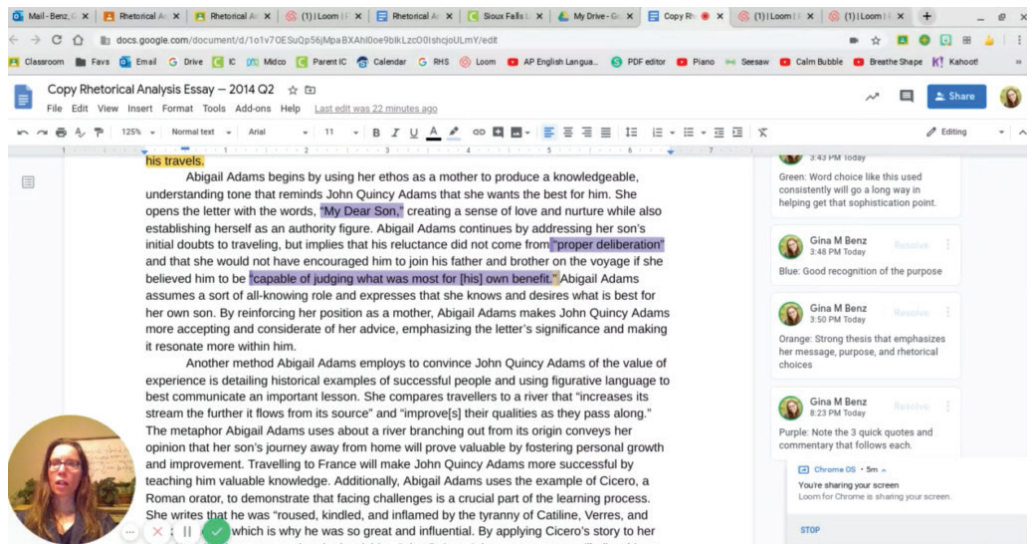 Mail - Benz, G
Rhetorical Ac
Rhetorical Ac
(1) Loom | F
Rhetorical Ac
Sioux Falls L
My Drive - Go
Copy Rh
(1) Loom | F
(1) Loom | F
docs.google.com/document/d/
/edit
Classroom Favs Email Drive IC Midco Parent IC Calendar RHS Loom AP English Langua... PDF editor Piano Seesaw Calm Bubble Breathe Shape Kahoot!
Copy Rhetorical Analysis Essay – 2014 Q2
File Edit View Insert Format Tools Add-ons Help Last edit was 22 minutes ago
Share
125% Normal text Arial 11 B I U A Editing
1 1 2 3 4 5 6 7
his travels.
Abigail Adams begins by using her ethos as a mother to produce a knowledgeable,
understanding tone that reminds John Quincy Adams that she wants the best for him. She
opens the letter with the words, “My Dear Son,” creating a sense of love and nurture while also
establishing herself as an authority figure. Abigail Adams continues by addressing her son’s
initial doubts to traveling, but implies that his reluctance did not come from “proper deliberation”
and that she would not have encouraged him to join his father and brother on the voyage if she
believed him to be “capable of judging what was most for [his] own benefit.” Abigail Adams
assumes a sort of all-knowing role and expresses that she knows and desires what is best for
her own son. By reinforcing her position as a mother, Abigail Adams makes John Quincy Adams
more accepting and considerate of her advice, emphasizing the letter’s significance and making
it resonate more within him.
Another method Abigail Adams employs to convince John Quincy Adams of the value of
experience is detailing historical examples of successful people and using figurative language to
best communicate an important lesson. She compares travellers to a river that “increases its
stream the further it flows from its source” and “improve[s] their qualities as they pass along.”
The metaphor Abigail Adams uses about a river branching out from its origin conveys her
opinion that her son’s journey away from home will prove valuable by fostering personal growth
and improvement. Travelling to France will make John Quincy Adams more successful by
teaching him valuable knowledge. Additionally, Abigail Adams uses the example of Cicero, a
Roman orator, to demonstrate that facing challenges is a crucial part of the learning process.
She writes that he was “roused, kindled, and inflamed by the tyranny of Catiline, Verres, and
which is why he was so great and influential. By applying Cicero’s story to her
3:43 PM Today
Green: Word choice like this used
consistently will go a long way in
helping get that sophistication point.
Gina M Benz
3:48 PM Today
Resolve
Blue: Good recognition of the purpose
Gina M Benz
3:50 PM Today
Resolve
Orange: Strong thesis that emphasizes
her message, purpose, and rhetorical
choices
Gina M Benz
8:23 PM Today
Resolve
Purple: Note the 3 quick quotes and
commentary that follows each.
Chrome OS • 5m
You're sharing your screen
Loom for Chrome is sharing your screen.
STOP